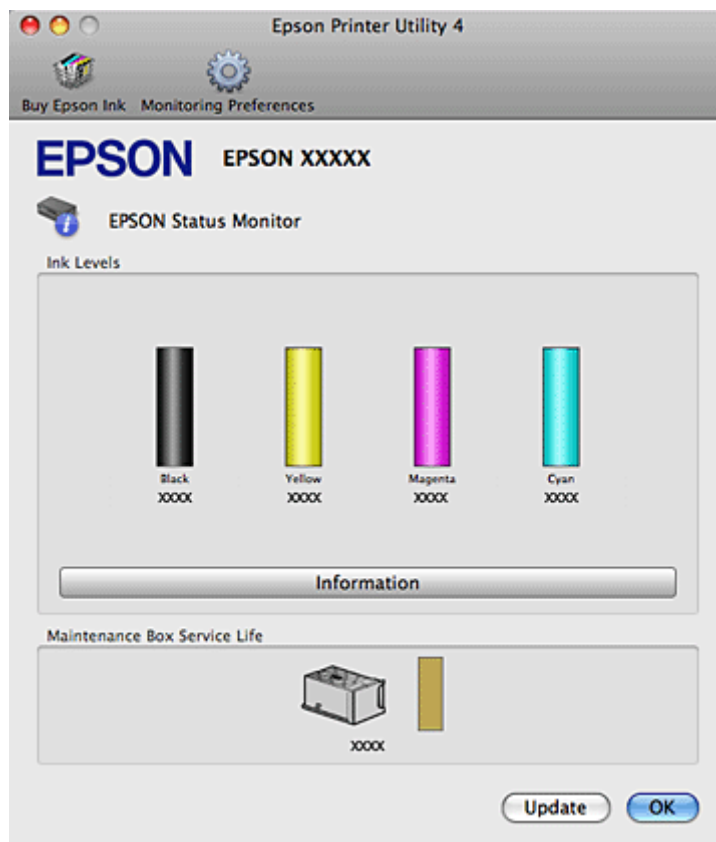 Epson Printer Utility 4
Buy Epson Ink Monitoring Preferences
EPSON EPSON XXXXX
EPSON Status Monitor
Ink Levels
Black Yellow Magenta Cyan
XXXX XXXX XXXX XXXX
Information
Maintenance Box Service Life
XXXX
Update OK